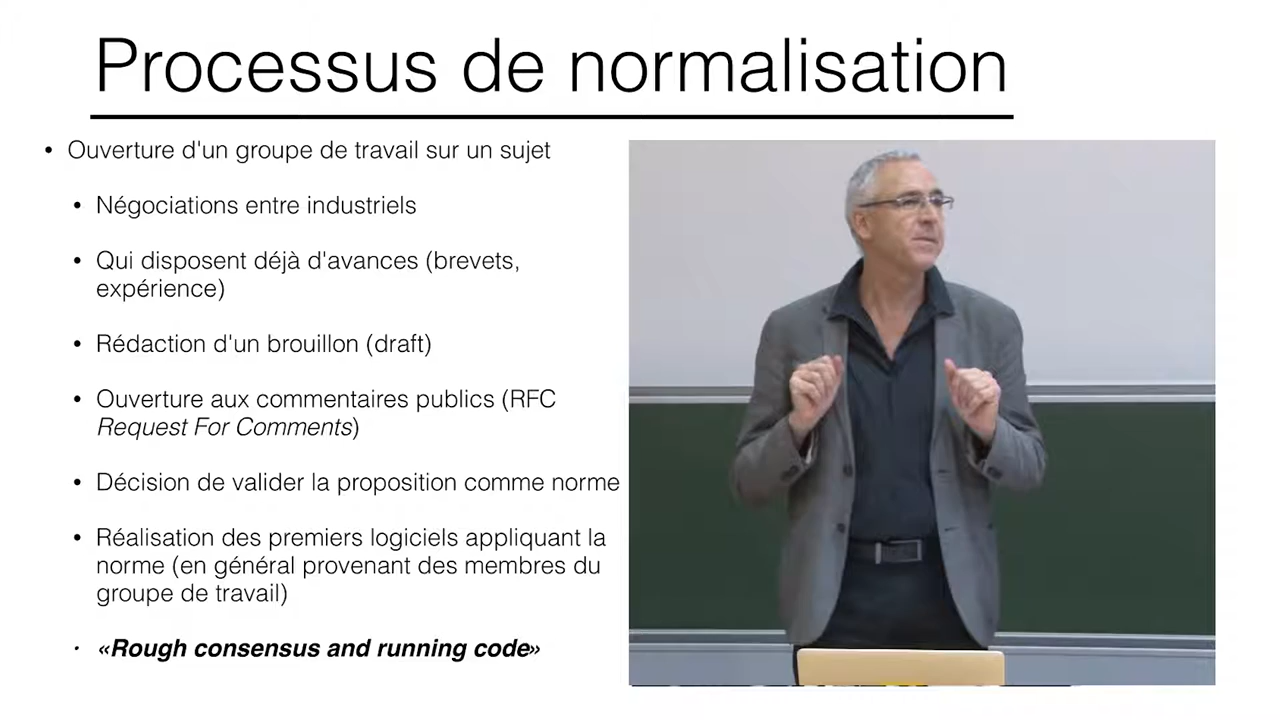 Processus de normalisation
• Ouverture d'un groupe de travail sur un sujet
• Négociations entre industriels
• Qui disposent déjà d'avances (brevets,
expérience)
• Rédaction d'un brouillon (draft)
• Ouverture aux commentaires publics (RFC
Request For Comments)
• Décision de valider la proposition comme norme
• Réalisation des premiers logiciels appliquant la
norme (en général provenant des membres du
groupe de travail)
• «Rough consensus and running code»